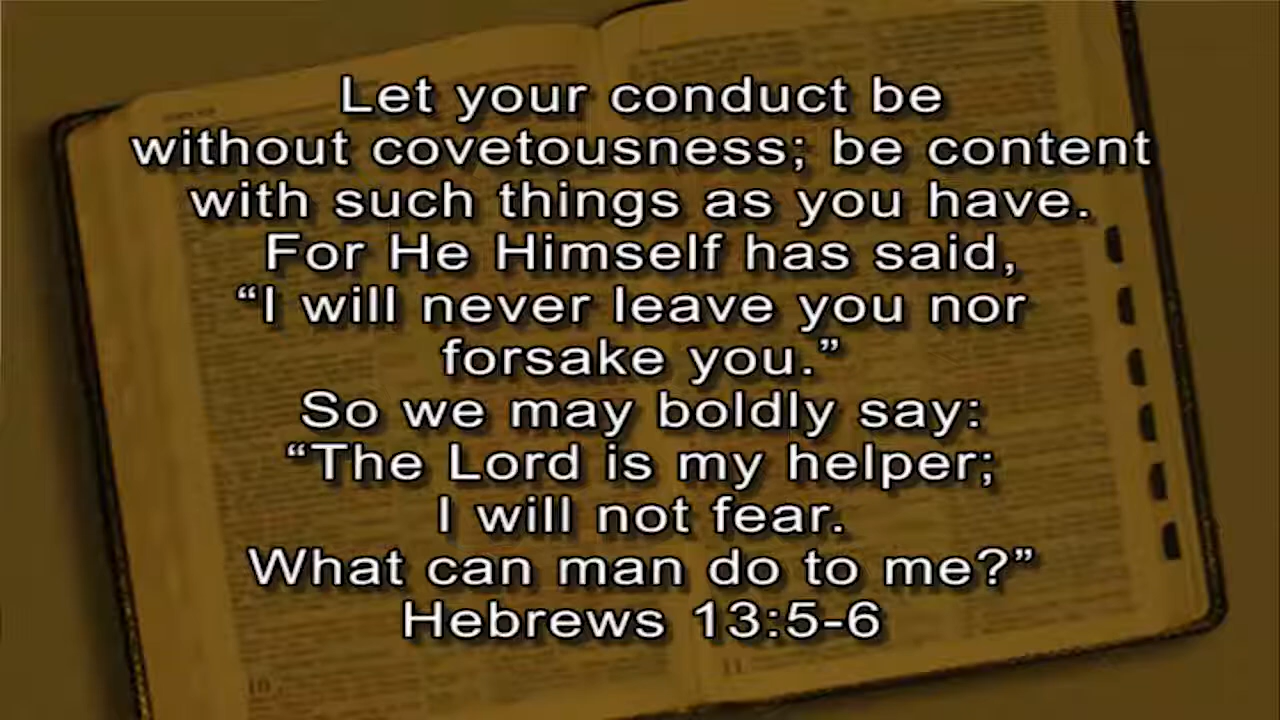 Let your conduct be
without covetousness; be content
with such things as you have.
For He Himself has said,
“I will never leave you nor
forsake you.”
So we may boldly say:
“The Lord is my helper;
I will not fear.
What can man do to me?”
Hebrews 13:5-6
10
11